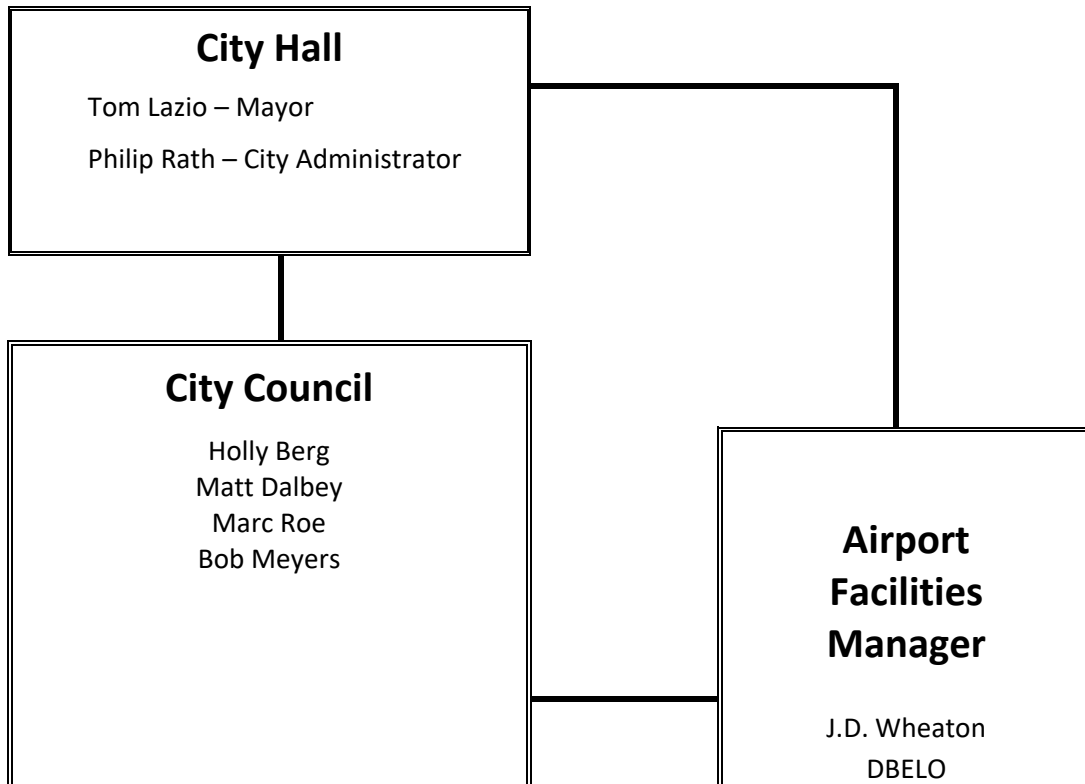 City Hall
Tom Lazio – Mayor
Philip Rath – City Administrator
City Council
Holly Berg
Matt Dalbey
Marc Roe
Bob Meyers
Airport
Facilities
Manager
J.D. Wheaton
DBELO